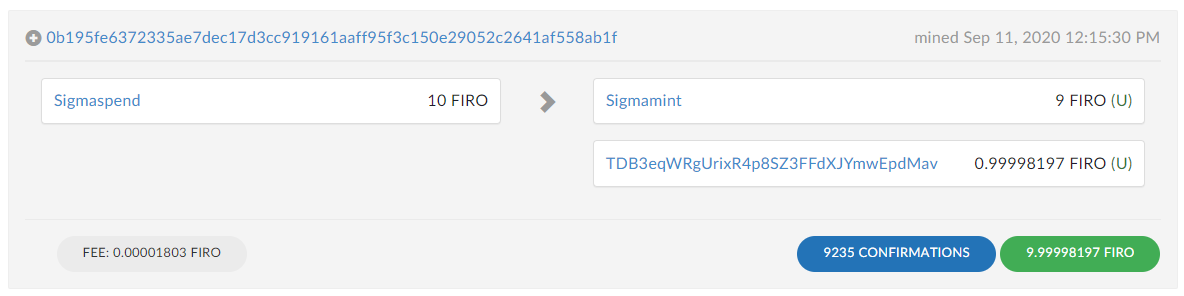 0b195fe6372335ae7dec17d3cc919161aaff95f3c150e29052c2641af558ab1f mined Sep 11, 2020 12:15:30 PM
Sigmaspend 10 FIRO Sigmamint 9 FIRO (U)
TDB3eqWRgUrixR4p8SZ3FFdXJYmwEpdMav 0.99998197 FIRO (U)
FEE: 0.00001803 FIRO 9235 CONFIRMATIONS 9.99998197 FIRO